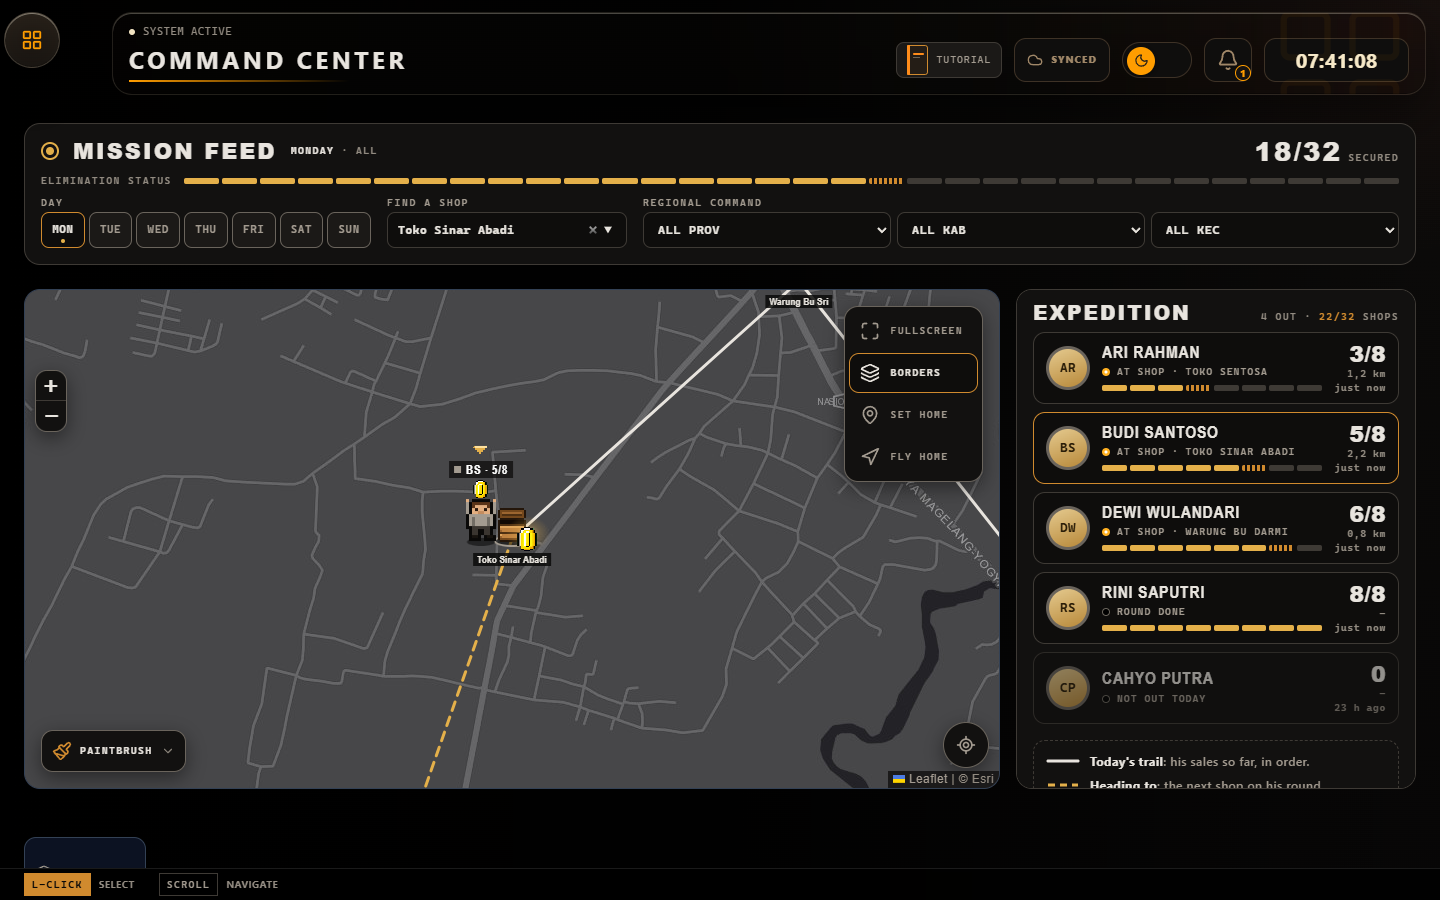 SYSTEM ACTIVE
COMMAND CENTER
TUTORIAL
SYNCED
1
07:41:08
MISSION FEED MONDAY · ALL
18/32 SECURED
ELIMINATION STATUS
DAY
MON TUE WED THU FRI SAT SUN
FIND A SHOP
Toko Sinar Abadi × ▼
REGIONAL COMMAND
ALL PROV ALL KAB ALL KEC
Warung Bu Sri
+
−
FULLSCREEN
BORDERS
SET HOME
FLY HOME
BS · 5/8
Toko Sinar Abadi
PAINTBRUSH
Leaflet | © Esri
EXPEDITION
4 OUT · 22/32 SHOPS
AR
ARI RAHMAN
AT SHOP · TOKO SENTOSA
3/8
1,2 km
just now
BS
BUDI SANTOSO
AT SHOP · TOKO SINAR ABADI
5/8
2,2 km
just now
DW
DEWI WULANDARI
AT SHOP · WARUNG BU DARMI
6/8
0,8 km
just now
RS
RINI SAPUTRI
ROUND DONE
8/8
–
just now
CP
CAHYO PUTRA
NOT OUT TODAY
0
–
23 h ago
Today's trail: his sales so far, in order.
Heading to: the next shop on his round
L-CLICK SELECT SCROLL NAVIGATE